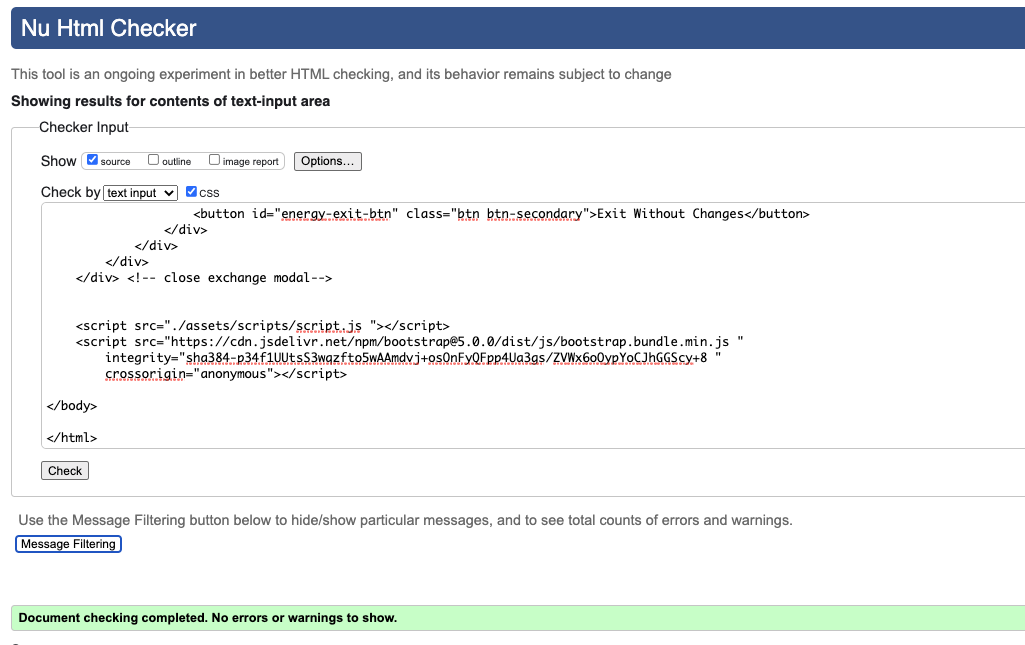 Nu Html Checker
This tool is an ongoing experiment in better HTML checking, and its behavior remains subject to change
Showing results for contents of text-input area
Checker Input
Show source outline image report Options...
Check by text input css
<button id="energy-exit-btn" class="btn btn-secondary">Exit Without Changes</button>
</div>
</div>
</div>
</div> <!-- close exchange modal-->
<script src="./assets/scripts/script.js "></script>
<script src="https://cdn.jsdelivr.net/npm/bootstrap@5.0.0/dist/js/bootstrap.bundle.min.js "
integrity="sha384-p34f1UUtsS3wqzfto5wAAmdvj+osOnFyQFpp4Ua3gs/ZVWx6oOypYoCJhGGScy+8 "
crossorigin="anonymous"></script>
</body>
</html>
Check
Use the Message Filtering button below to hide/show particular messages, and to see total counts of errors and warnings.
Message Filtering
Document checking completed. No errors or warnings to show.